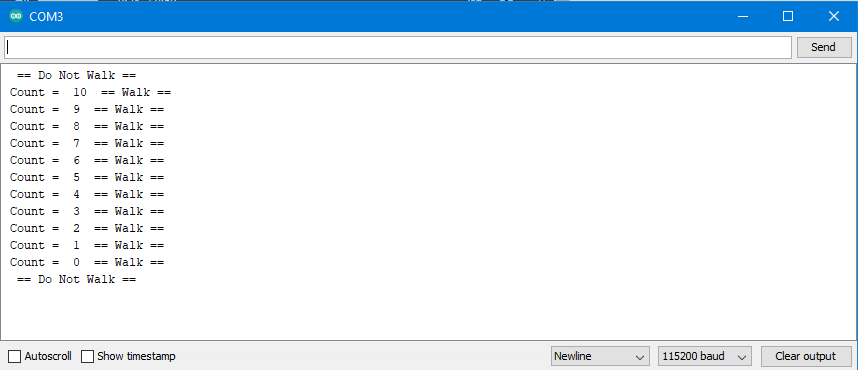 COM3
Send
== Do Not Walk ==
Count =  10  == Walk ==
Count =  9  == Walk ==
Count =  8  == Walk ==
Count =  7  == Walk ==
Count =  6  == Walk ==
Count =  5  == Walk ==
Count =  4  == Walk ==
Count =  3  == Walk ==
Count =  2  == Walk ==
Count =  1  == Walk ==
Count =  0  == Walk ==
== Do Not Walk ==
Autoscroll Show timestamp Newline 115200 baud Clear output